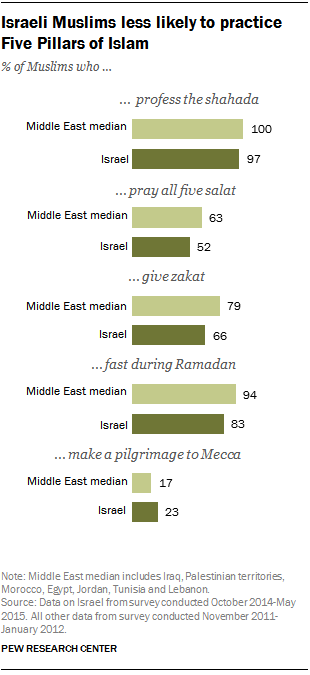 Israeli Muslims less likely to practice
Five Pillars of Islam
% of Muslims who ...
... profess the shahada
Middle East median 100
Israel 97
...pray all five salat
Middle East median 63
Israel 52
...give zakat
Middle East median 79
Israel 66
...fast during Ramadan
Middle East median 94
Israel 83
...make a pilgrimage to Mecca
Middle East median 17
Israel 23
Note: Middle East median includes Iraq, Palestinian territories,
Morocco, Egypt, Jordan, Tunisia and Lebanon.
Source: Data on Israel from survey conducted October 2014-May
2015. All other data from survey conducted November 2011-
January 2012.
PEW RESEARCH CENTER